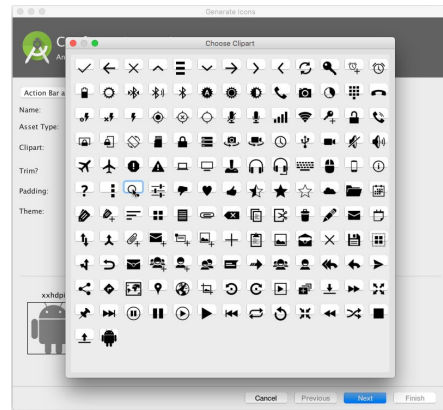 Generate Icons
Choose Clipart
Action Bar a
Name:
Asset Type:
Clipart:
Trim?
Padding:
Theme:
xxhdpi
Cancel
Previous
Next
Finish